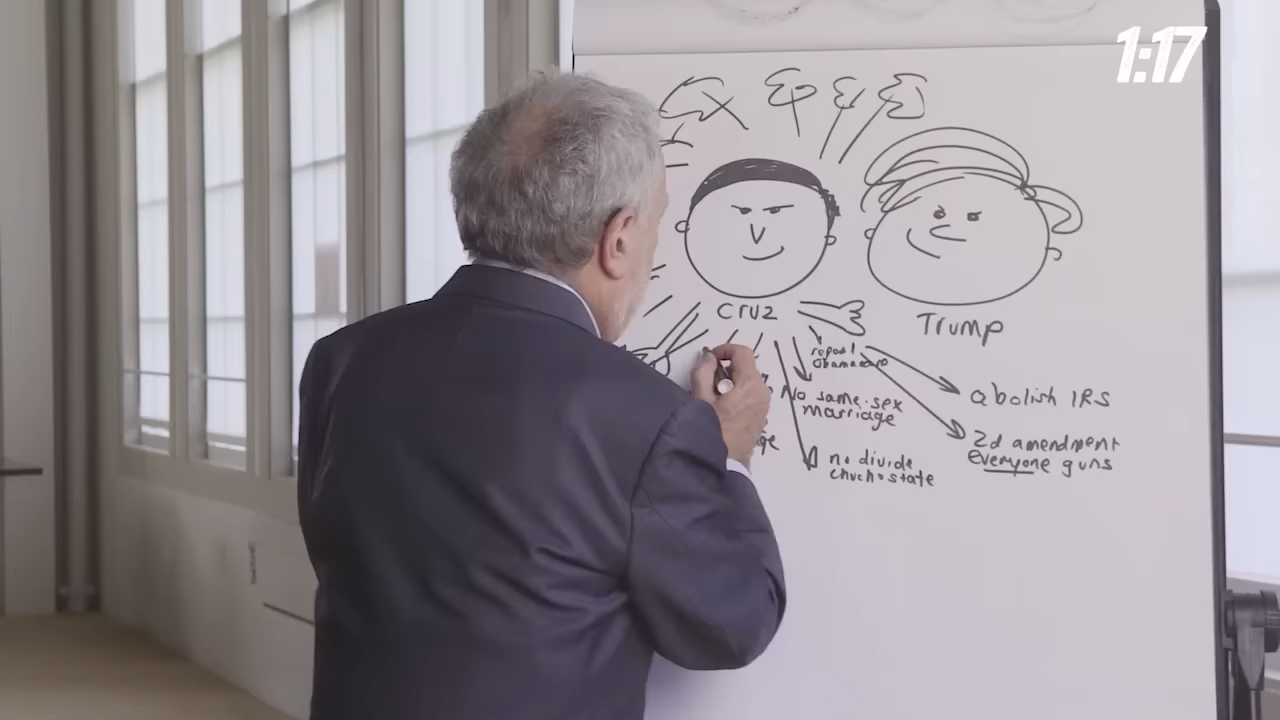 1:17
cruz
Trump
repeal
obamacare
abolish IRS
No same-sex
marriage
2d amendment
everyone guns
no divide
church+state